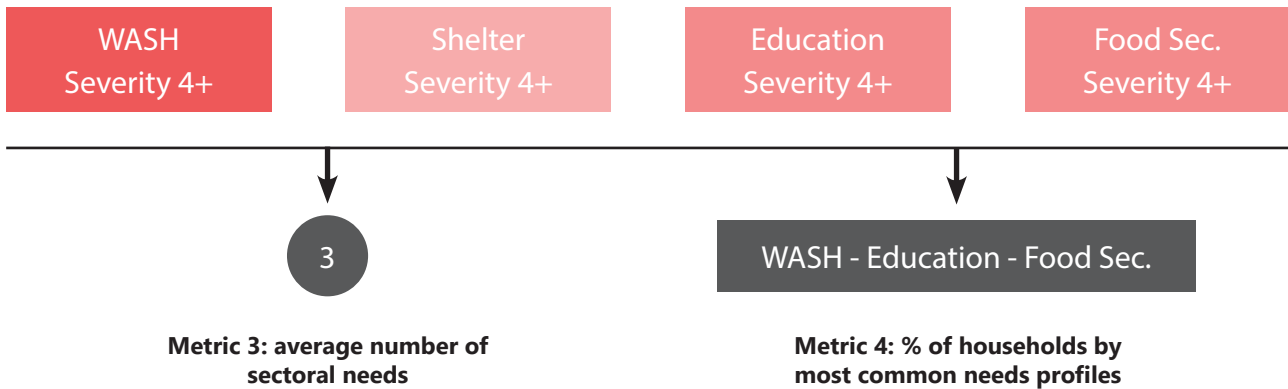 WASH
Severity 4+
Shelter
Severity 4+
Education
Severity 4+
Food Sec.
Severity 4+
3
WASH - Education - Food Sec.
Metric 3: average number of
sectoral needs
Metric 4: % of households by
most common needs profiles